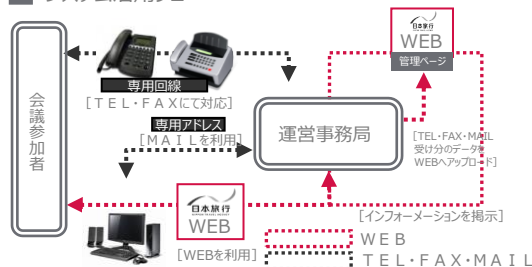 会議参加者
専用回線
[TEL・FAXにて対応]
専用アドレス
[MAILを利用]
運営事務局
日本旅行
WEB
管理ページ
[TEL・FAX・MAIL
受け分のデータを
WEBへアップロード]
日本旅行
WEB
[WEBを利用]
[インフォーメーションを掲示]
WEB
TEL・FAX・MAIL